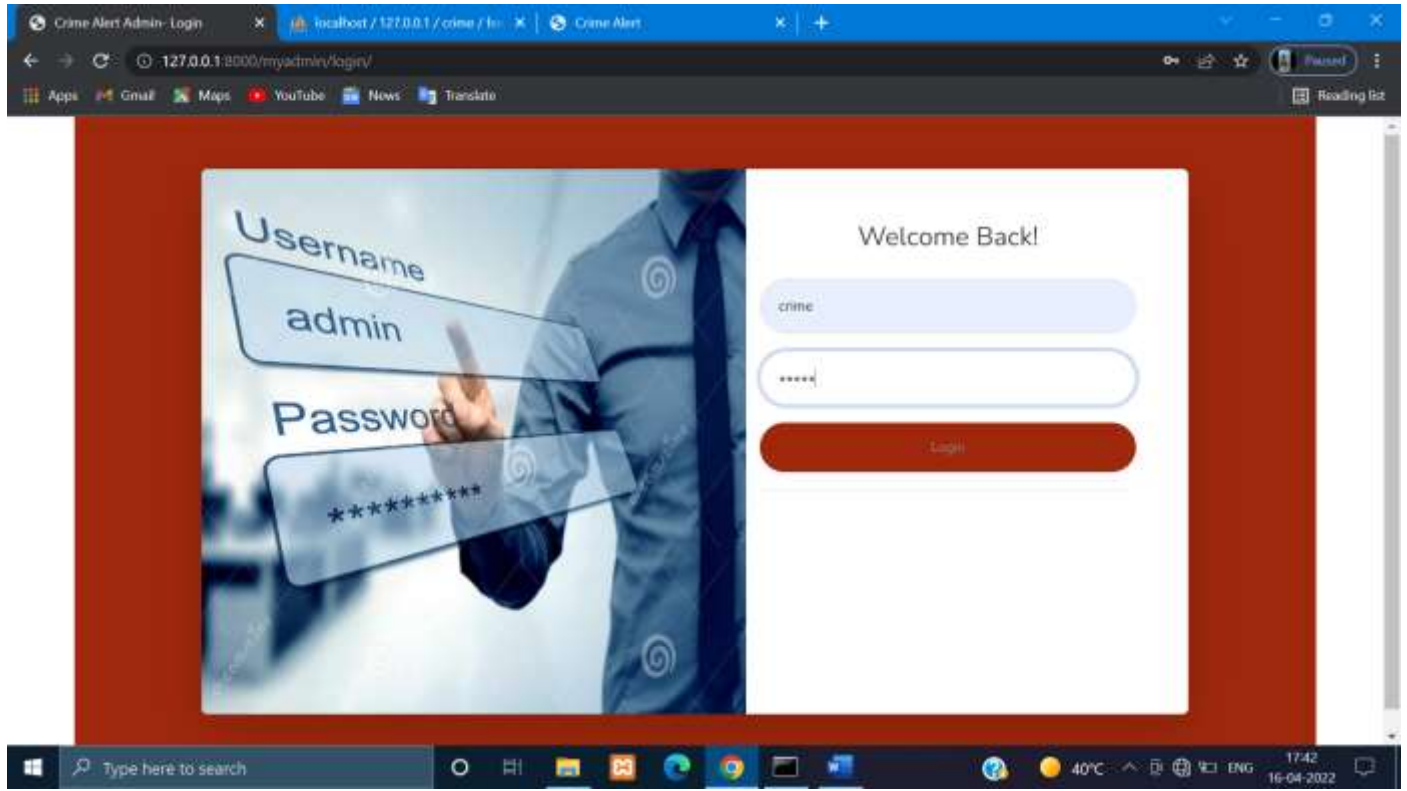 Crime Alert Admin- Login
localhost / 127.0.0.1 / crime /
Crime Alert
127.0.0.1:8000/myadmin/login/
Paused
Apps
Gmail
Maps
YouTube
News
Translate
Reading list
Username
admin
Password
**********
Welcome Back!
crime
*****
Login
Type here to search
40°C
ENG
17:42
16-04-2022